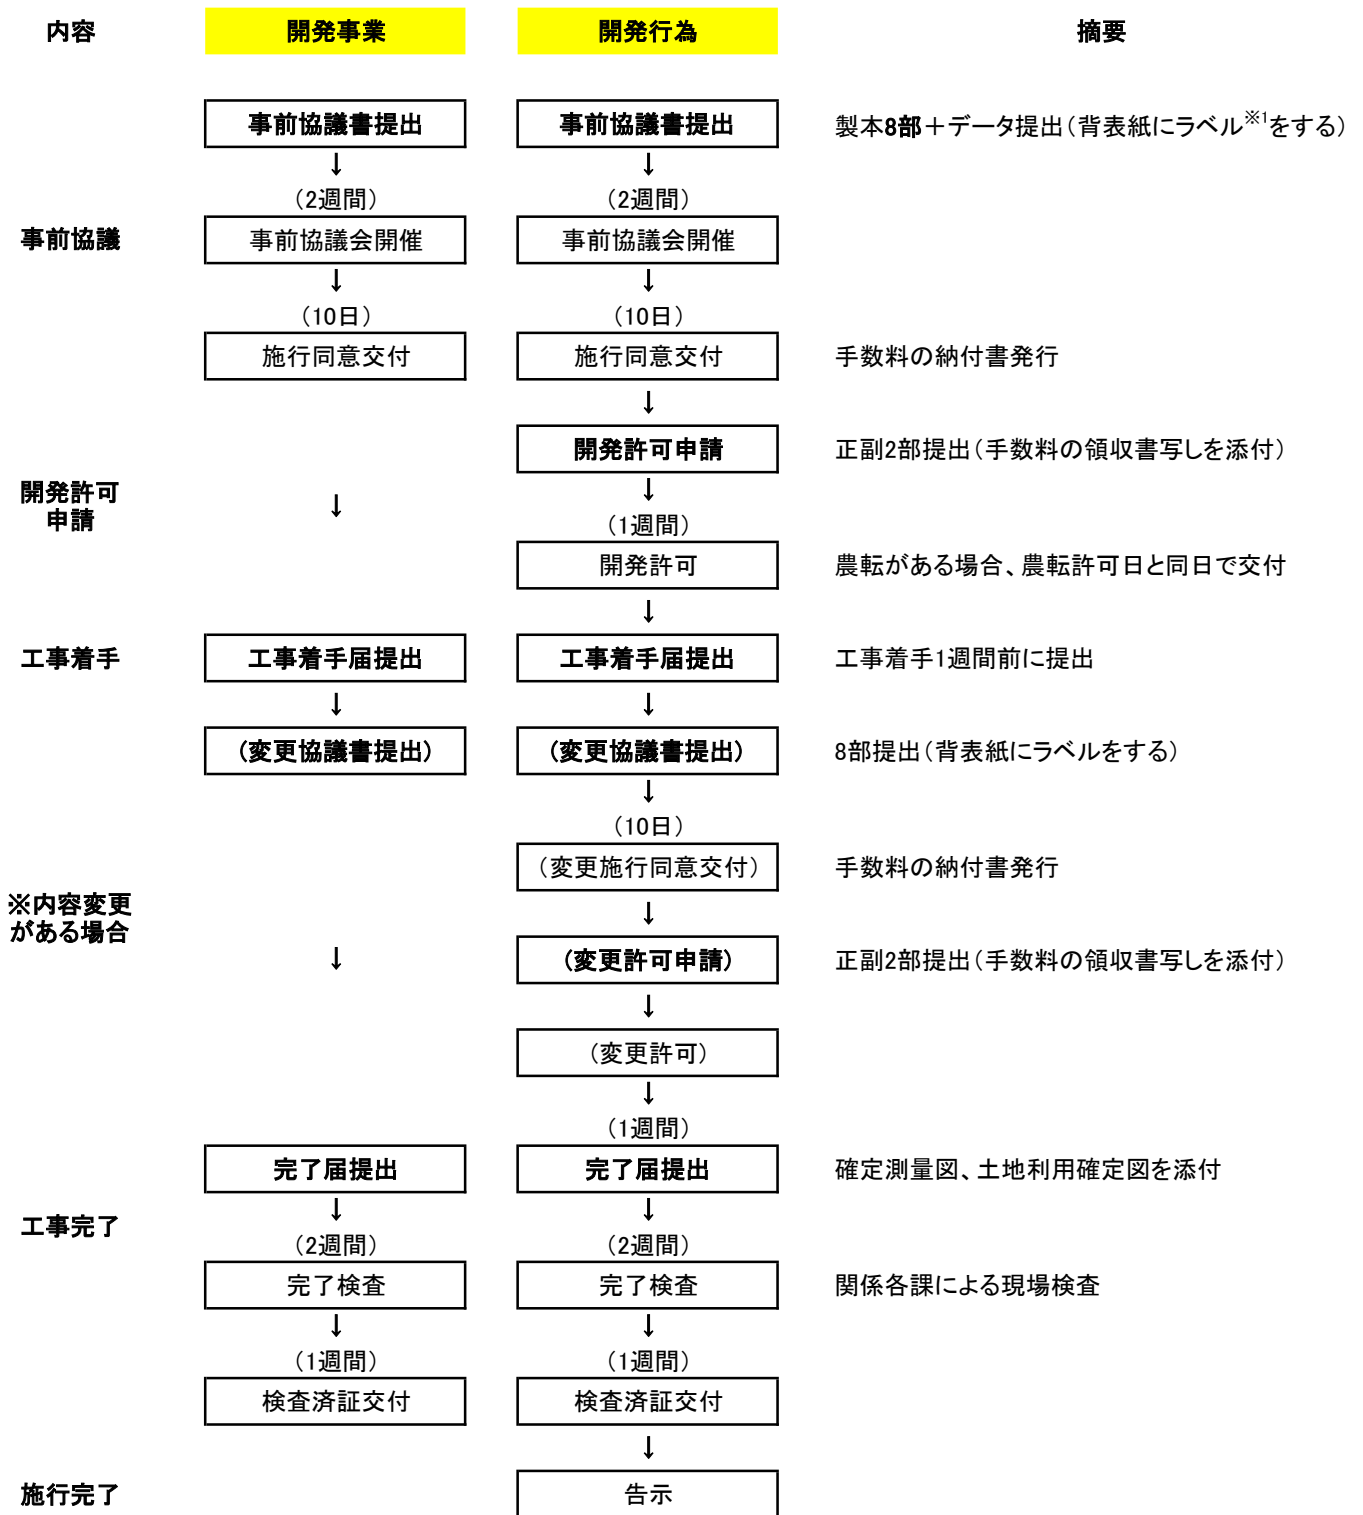 内容 開発事業 開発行為 摘要
事前協議書提出 事前協議書提出 製本8部＋データ提出（背表紙にラベル※1をする）
↓ ↓
（2週間） （2週間）
事前協議 事前協議会開催 事前協議会開催
↓ ↓
（10日） （10日）
施行同意交付 施行同意交付 手数料の納付書発行
↓
開発許可申請 正副2部提出（手数料の領収書写しを添付）
開発許可
申請
↓ ↓
（1週間）
開発許可 農転がある場合、農転許可日と同日で交付
↓
工事着手 工事着手届提出 工事着手届提出 工事着手1週間前に提出
↓ ↓
（変更協議書提出） （変更協議書提出） 8部提出（背表紙にラベルをする）
↓
（10日）
（変更施行同意交付） 手数料の納付書発行
※内容変更
がある場合
↓
↓ （変更許可申請） 正副2部提出（手数料の領収書写しを添付）
↓
（変更許可）
↓
（1週間）
完了届提出 完了届提出 確定測量図、土地利用確定図を添付
工事完了 ↓ ↓
（2週間） （2週間）
完了検査 完了検査 関係各課による現場検査
↓ ↓
（1週間） （1週間）
検査済証交付 検査済証交付
↓
施行完了 告示